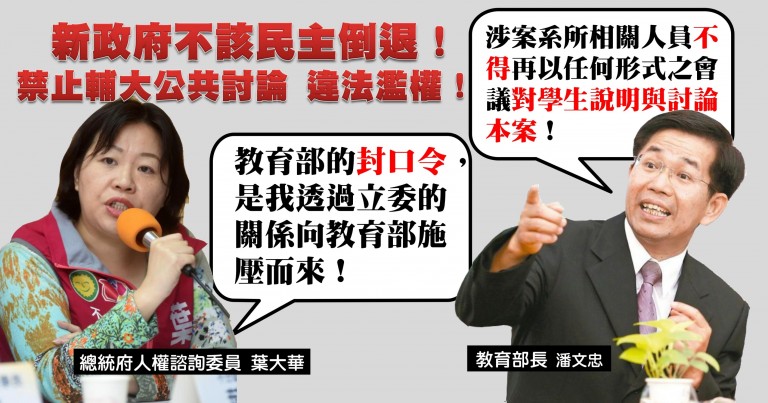 新政府不該民主倒退！
禁止輔大公共討論 違法濫權！
涉案系所相關人員不
得再以任何形式之會
議對學生說明與討論
本案！
教育部的封口令，
是我透過立委的
關係向教育部施
壓而來！
葉
總統府人權諮詢委員 葉大華
教育部長 潘文忠